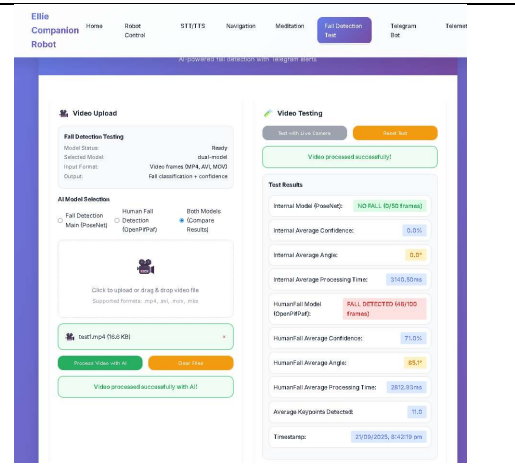 Ellie
Companion
Robot
Home
Robot
Control
STT/TTS
Navigation
Meditation
Fall Detection
Test
Telegram
Bot
Telemet
AI-powered fall detection with Telegram alerts
Video Upload
Fall Detection Testing
Model Status: Ready
Selected Model: dual-model
Input Format: Video frames (MP4, AVI, MOV)
Output: Fall classification + confidence
AI Model Selection
Fall Detection
Main (PoseNet)
Human Fall
Detection
(OpenPifPaf)
Both Models
(Compare
Results)
Click to upload or drag & drop video file
Supported formats: .mp4, .avi, .mov, .mkv
test1.mp4 (16.6 KB) ×
Process Video with AI
Clear Files
Video processed successfully with AI!
Video Testing
Test with Live Camera
Reset Test
Video processed successfully!
Test Results
Internal Model (PoseNet): NO FALL (0/50 frames)
Internal Average Confidence: 0.0%
Internal Average Angle: 0.0°
Internal Average Processing Time: 3140.50ms
HumanFall Model
(OpenPifPaf):
FALL DETECTED (48/100
frames)
HumanFall Average Confidence: 71.0%
HumanFall Average Angle: 85.1°
HumanFall Average Processing Time: 2812.93ms
Average Keypoints Detected: 11.0
Timestamp: 21/09/2025, 8:42:19 pm